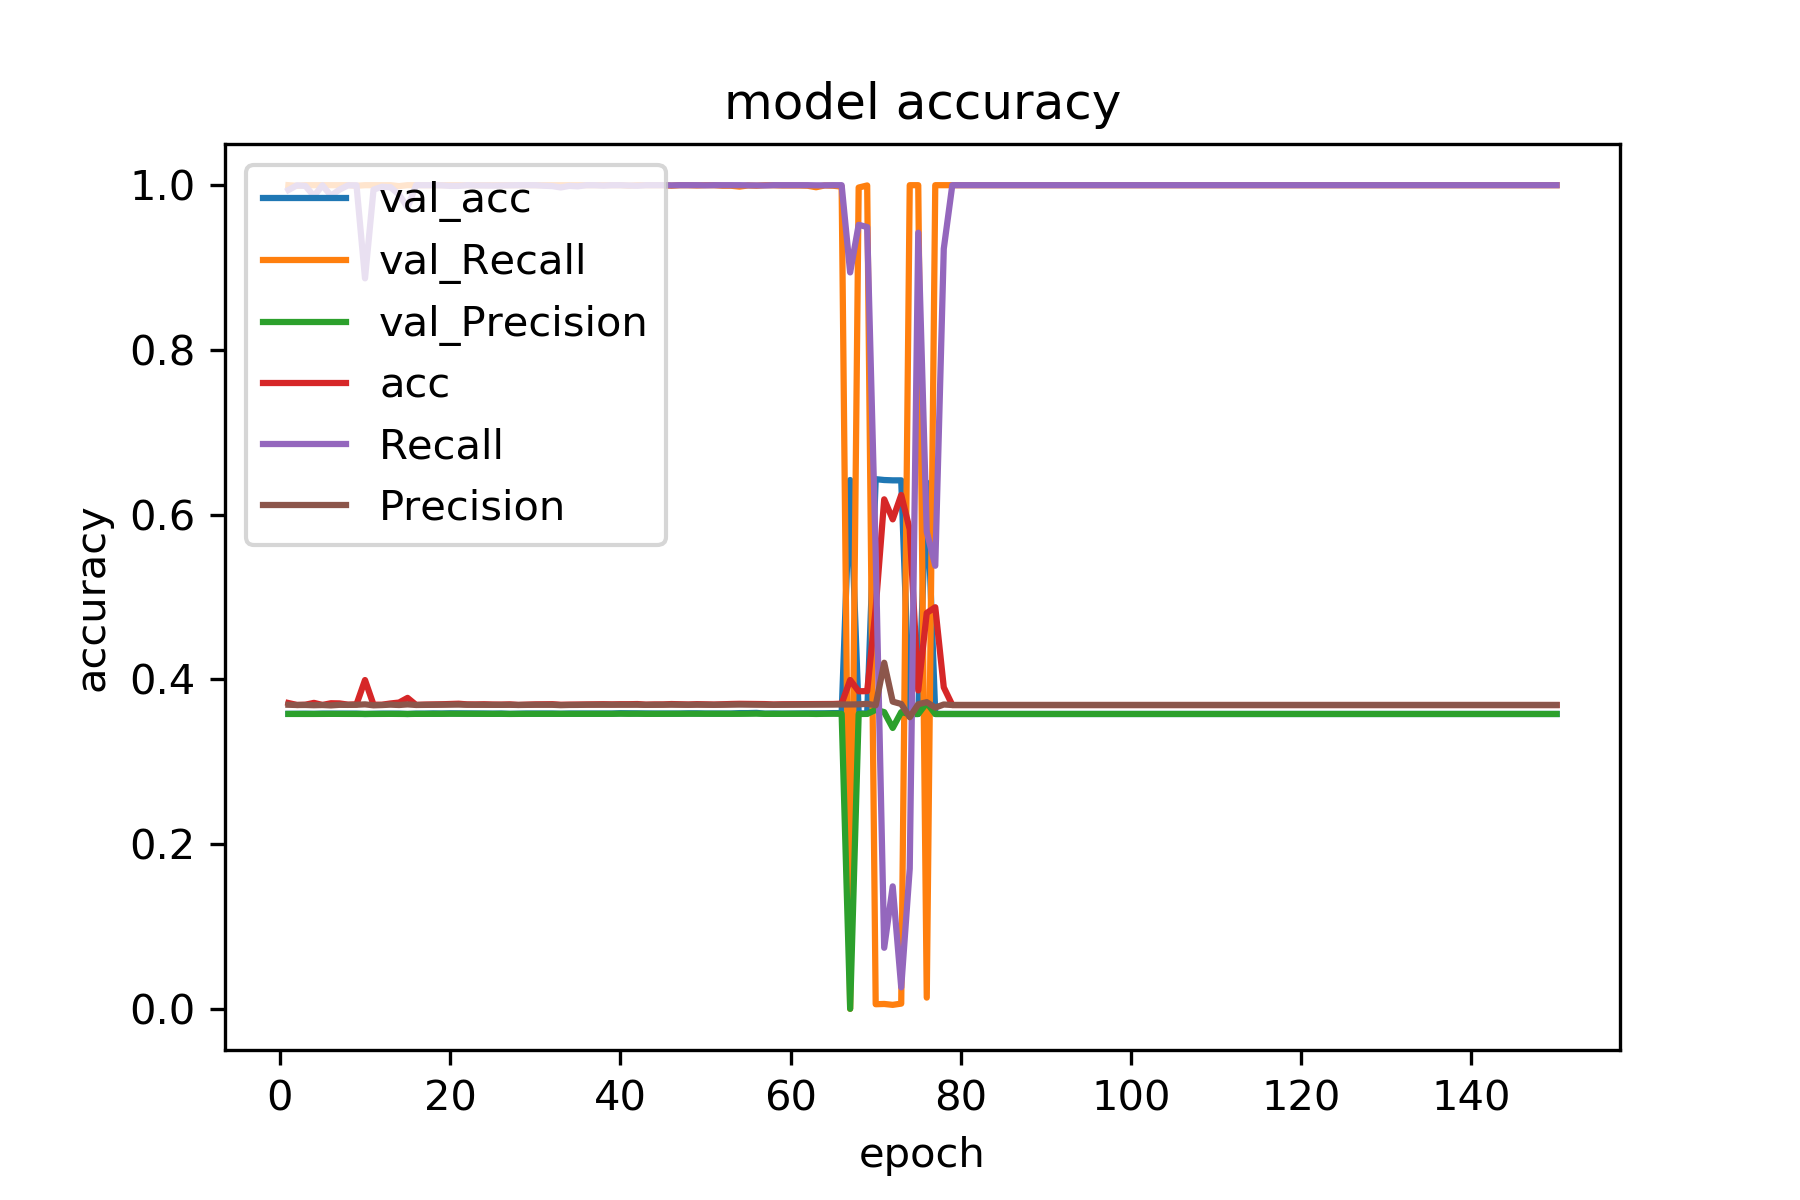 model accuracy
val_acc
val_Recall
val_Precision
acc
Recall
Precision
accuracy
1.0
0.8
0.6
0.4
0.2
0.0
0 20 40 60 80 100 120 140
epoch